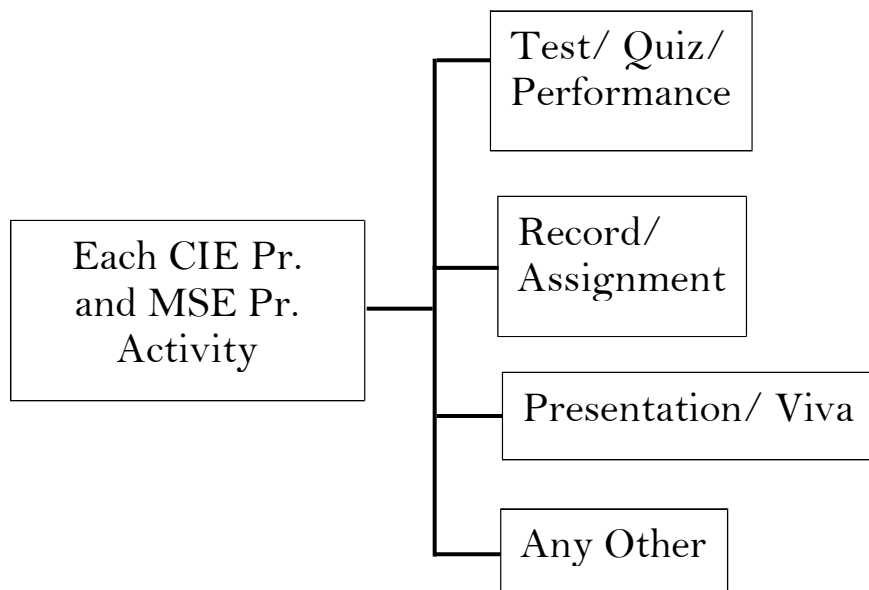 Test/ Quiz/
Performance
Each CIE Pr.
and MSE Pr.
Activity
Record/
Assignment
Presentation/ Viva
Any Other